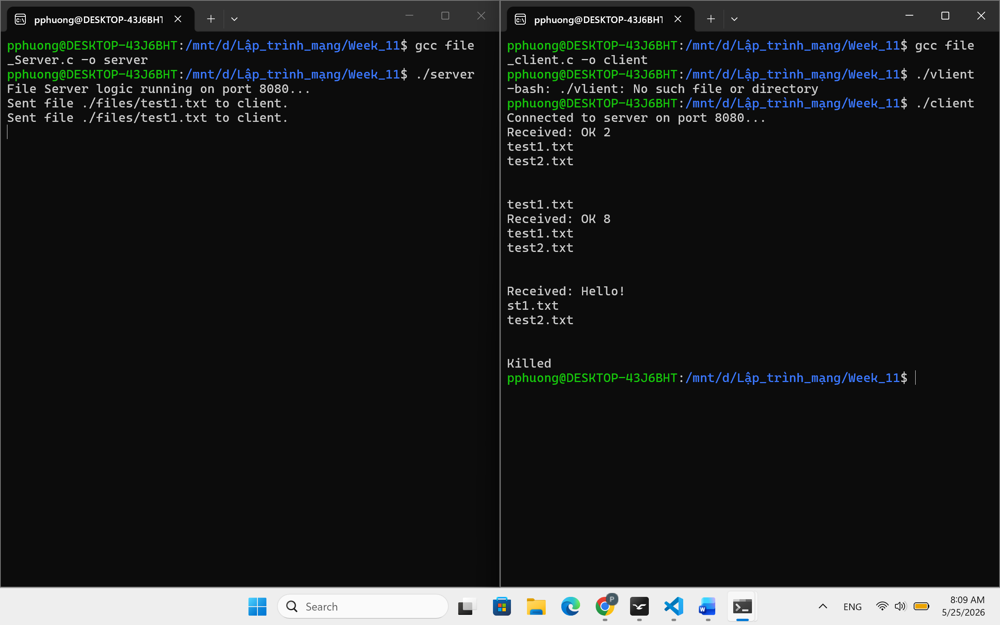 pphuong@DESKTOP-43J6BHT
pphuong@DESKTOP-43J6BHT:/mnt/d/Lập_trình_mạng/Week_11$ gcc file
_Server.c -o server
pphuong@DESKTOP-43J6BHT:/mnt/d/Lập_trình_mạng/Week_11$ ./server
File Server logic running on port 8080...
Sent file ./files/test1.txt to client.
Sent file ./files/test1.txt to client.
pphuong@DESKTOP-43J6BHT
pphuong@DESKTOP-43J6BHT:/mnt/d/Lập_trình_mạng/Week_11$ gcc file
_client.c -o client
pphuong@DESKTOP-43J6BHT:/mnt/d/Lập_trình_mạng/Week_11$ ./vlient
-bash: ./vlient: No such file or directory
pphuong@DESKTOP-43J6BHT:/mnt/d/Lập_trình_mạng/Week_11$ ./client
Connected to server on port 8080...
Received: OK 2
test1.txt
test2.txt
test1.txt
Received: OK 8
test1.txt
test2.txt
Received: Hello!
st1.txt
test2.txt
Killed
pphuong@DESKTOP-43J6BHT:/mnt/d/Lập_trình_mạng/Week_11$
Search
P
W
ENG
8:09 AM
5/25/2026